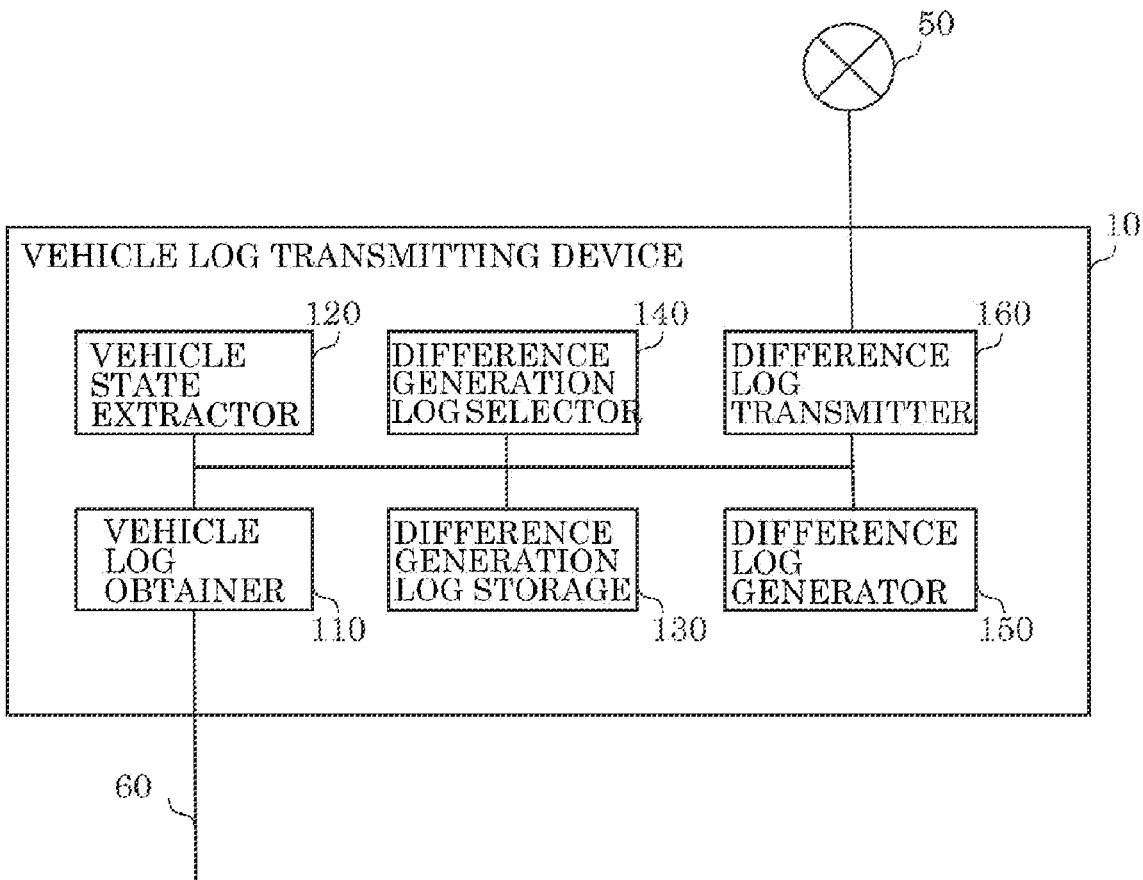 50
10
VEHICLE LOG TRANSMITTING DEVICE
120
140
160
VEHICLE
STATE
EXTRACTOR
DIFFERENCE
GENERATION
LOG SELECTOR
DIFFERENCE
LOG
TRANSMITTER
VEHICLE
LOG
OBTAINER
DIFFERENCE
GENERATION
LOG STORAGE
DIFFERENCE
LOG
GENERATOR
110
130
150
60